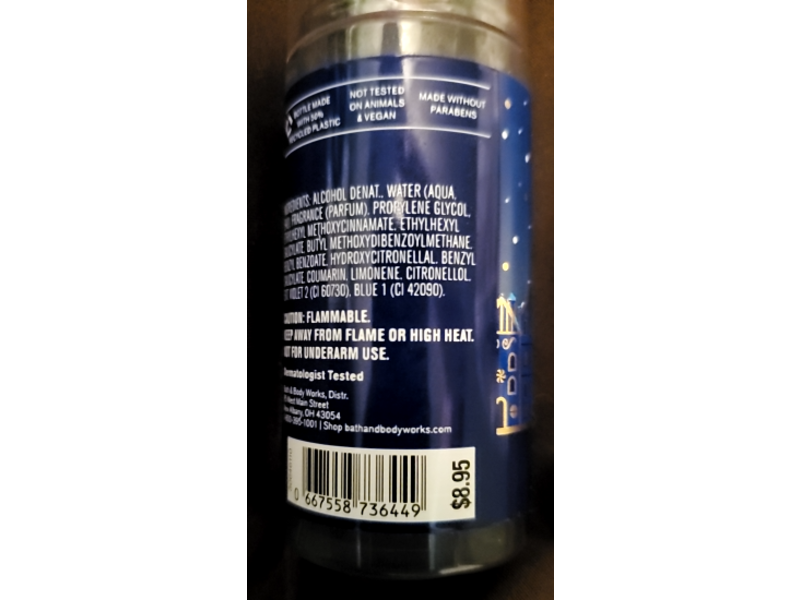 BOTTLE MADE
WITH 50%
RECYCLED PLASTIC
NOT TESTED
ON ANIMALS
& VEGAN
MADE WITHOUT
PARABENS
ALCOHOL DENAT., WATER (AQUA,
FRAGRANCE (PARFUM), PROPYLENE GLYCOL,
METHOXYCINNAMATE, ETHYLHEXYL
BUTYL METHOXYDIBENZOYLMETHANE,
BENZOATE, HYDROXYCITRONELLAL, BENZYL
COUMARIN, LIMONENE, CITRONELLOL,
VIOLET 2 (CI 60730), BLUE 1 (CI 42090).
CAUTION: FLAMMABLE.
KEEP AWAY FROM FLAME OR HIGH HEAT.
NOT FOR UNDERARM USE.
Dermatologist Tested
& Body Works, Distr.
West Main Street
New Albany, OH 43054
1001 | Shop bathandbodyworks.com
0 667558 736449
$8.95